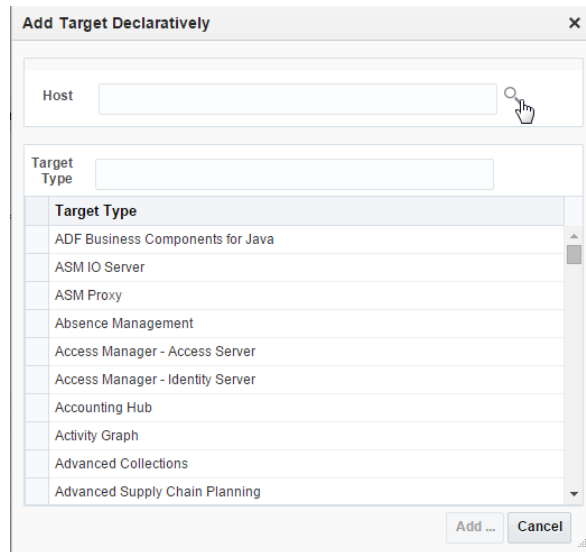 Add Target Declaratively
Host
Target
Type
Target Type
ADF Business Components for Java
ASM IO Server
ASM Proxy
Absence Management
Access Manager - Access Server
Access Manager - Identity Server
Accounting Hub
Activity Graph
Advanced Collections
Advanced Supply Chain Planning
Add ... Cancel